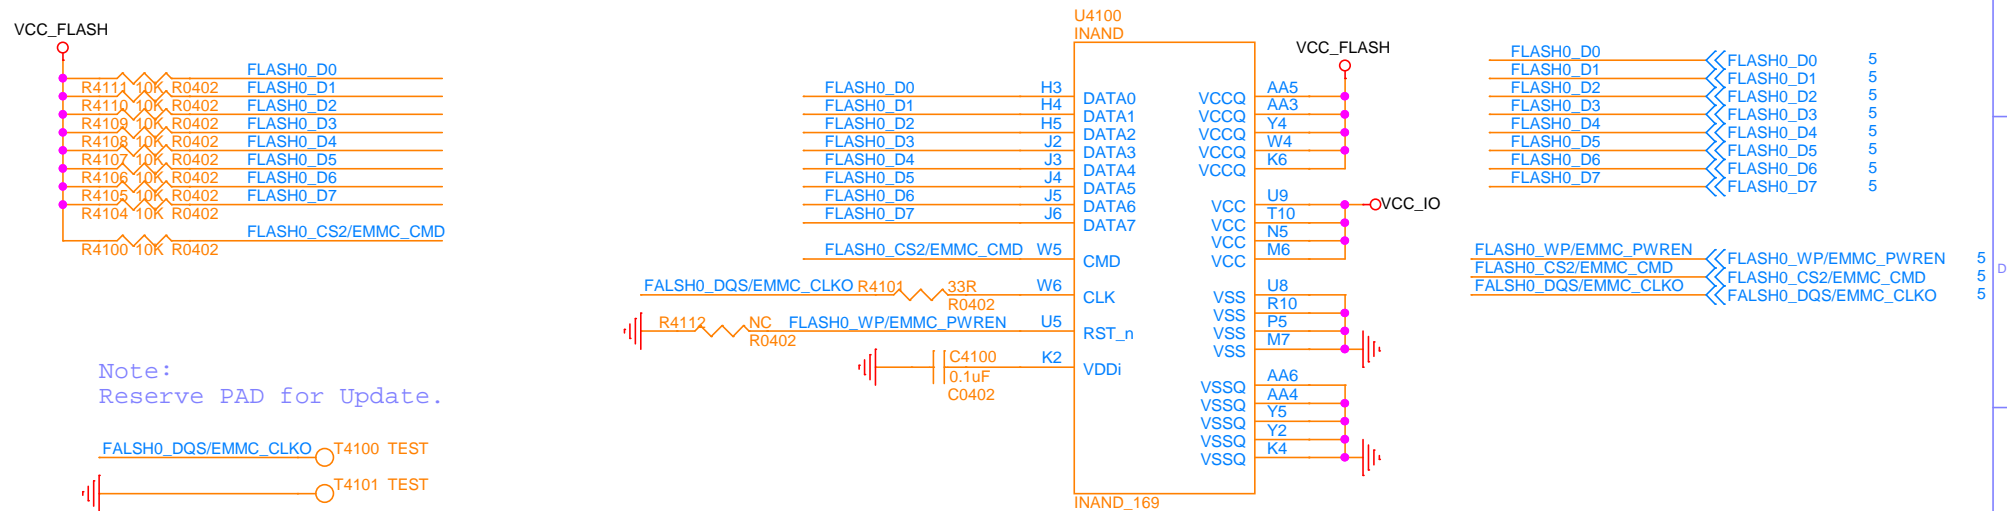 VCC_FLASH
FLASH0_D0
R4111 10K R0402 FLASH0_D1
R4110 10K R0402 FLASH0_D2
R4109 10K R0402 FLASH0_D3
R4108 10K R0402 FLASH0_D4
R4107 10K R0402 FLASH0_D5
R4106 10K R0402 FLASH0_D6
R4105 10K R0402 FLASH0_D7
R4104 10K R0402
FLASH0_CS2/EMMC_CMD
R4100 10K R0402
Note:
Reserve PAD for Update.
FALSH0_DQS/EMMC_CLKO T4100 TEST
T4101 TEST
U4100
INAND
FLASH0_D0 H3 DATA0
FLASH0_D1 H4 DATA1
FLASH0_D2 H5 DATA2
FLASH0_D3 J2 DATA3
FLASH0_D4 J3 DATA4
FLASH0_D5 J4 DATA5
FLASH0_D6 J5 DATA6
FLASH0_D7 J6 DATA7
FLASH0_CS2/EMMC_CMD W5 CMD
FALSH0_DQS/EMMC_CLKO R4101 33R W6 CLK
R0402
R4112 NC FLASH0_WP/EMMC_PWREN U5 RST_n
R0402
C4100 K2 VDDi
0.1uF
C0402
VCC_FLASH
VCCQ AA5
VCCQ AA3
VCCQ Y4
VCCQ W4
VCCQ K6
VCC U9 VCC_IO
VCC T10
VCC N5
VCC M6
VSS U8
VSS R10
VSS P5
VSS M7
VSSQ AA6
VSSQ AA4
VSSQ Y5
VSSQ Y2
VSSQ K4
INAND_169
FLASH0_D0 FLASH0_D0 5
FLASH0_D1 FLASH0_D1 5
FLASH0_D2 FLASH0_D2 5
FLASH0_D3 FLASH0_D3 5
FLASH0_D4 FLASH0_D4 5
FLASH0_D5 FLASH0_D5 5
FLASH0_D6 FLASH0_D6 5
FLASH0_D7 FLASH0_D7 5
FLASH0_WP/EMMC_PWREN FLASH0_WP/EMMC_PWREN 5
FLASH0_CS2/EMMC_CMD FLASH0_CS2/EMMC_CMD 5
FALSH0_DQS/EMMC_CLKO FALSH0_DQS/EMMC_CLKO 5
D